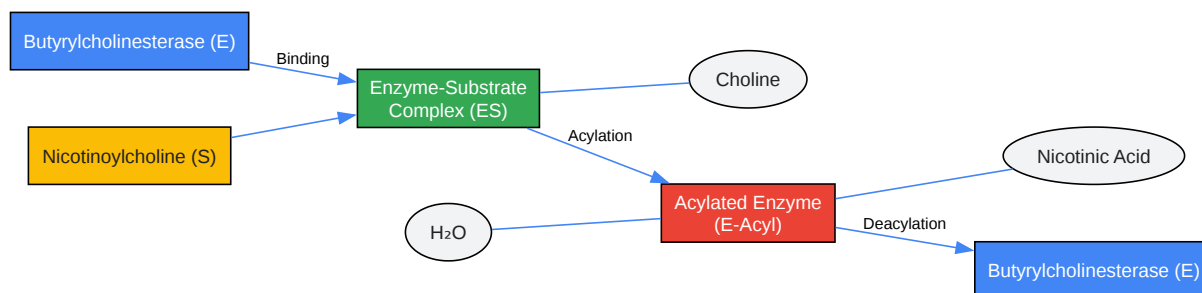 Butyrylcholinesterase (E)
Binding
Nicotinoylcholine (S)
Enzyme-Substrate
Complex (ES)
Choline
Acylation
H₂O
Acylated Enzyme
(E-Acyl)
Nicotinic Acid
Deacylation
Butyrylcholinesterase (E)